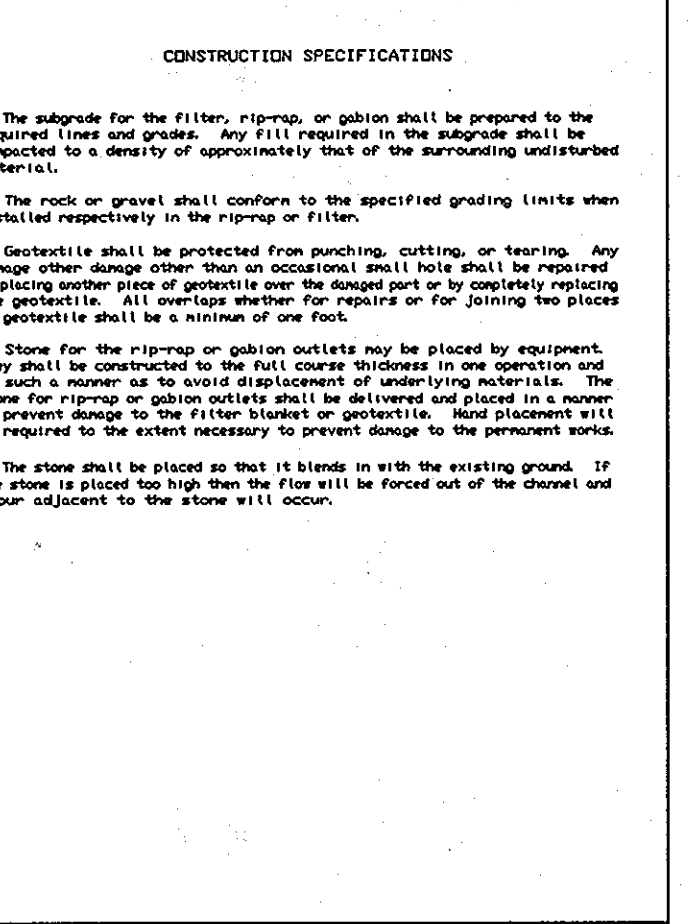 CONSTRUCTION SPECIFICATIONS
The subgrade for the filter, rip-rap, or gabion shall be prepared to the
quired lines and grades. Any fill required in the subgrade shall be
mpacted to a density of approximately that of the surrounding undisturbed
terial.
The rock or gravel shall conform to the specified grading limits when
stalled respectively in the rip-rap or filter.
Geotextile shall be protected from punching, cutting, or tearing. Any
mage other damage other than an occasional small hole shall be repaired
placing another piece of geotextile over the damaged part or by completely replacing
e geotextile. All overlaps whether for repairs or for joining two places
geotextile shall be a minimum of one foot.
Stone for the rip-rap or gabion outlets may be placed by equipment.
ey shall be constructed to the full course thickness in one operation and
such a manner as to avoid displacement of underlying materials. The
one for rip-rap or gabion outlets shall be delivered and placed in a manner
prevent damage to the filter blanket or geotextile. Hand placement will
required to the extent necessary to prevent damage to the permanent works.
The stone shall be placed so that it blends in with the existing ground. If
e stone is placed too high then the flow will be forced out of the channel and
our adjacent to the stone will occur.